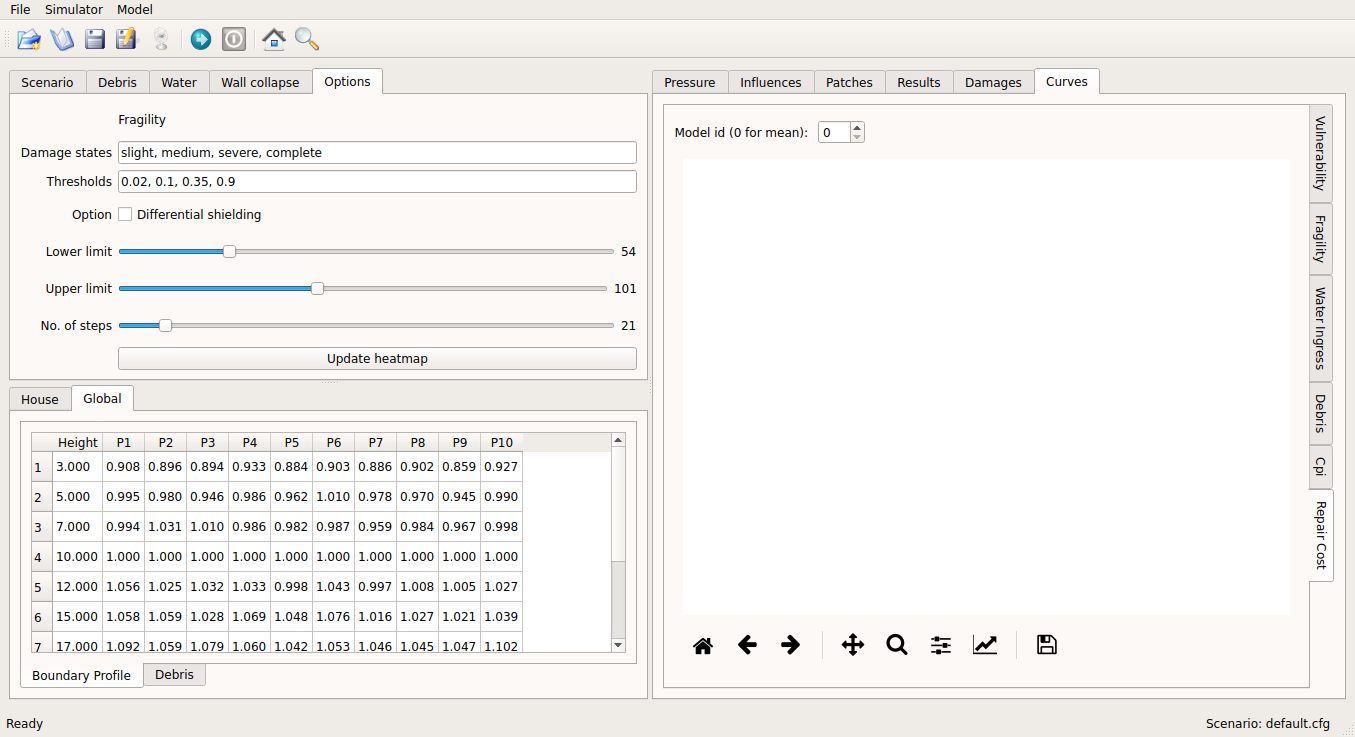 File Simulator Model
Scenario Debris Water Wall collapse Options
Fragility
Damage states slight, medium, severe, complete
Thresholds 0.02, 0.1, 0.35, 0.9
Option Differential shielding
Lower limit 54
Upper limit 101
No. of steps 21
Update heatmap
House Global
Height P1 P2 P3 P4 P5 P6 P7 P8 P9 P10
1 3.000 0.908 0.896 0.894 0.933 0.884 0.903 0.886 0.902 0.859 0.927
2 5.000 0.995 0.980 0.946 0.986 0.962 1.010 0.978 0.970 0.945 0.990
3 7.000 0.994 1.031 1.010 0.986 0.982 0.987 0.959 0.984 0.967 0.998
4 10.000 1.000 1.000 1.000 1.000 1.000 1.000 1.000 1.000 1.000 1.000
5 12.000 1.056 1.025 1.032 1.033 0.998 1.043 0.997 1.008 1.005 1.027
6 15.000 1.058 1.059 1.028 1.069 1.048 1.076 1.016 1.027 1.021 1.039
7 17.000 1.092 1.059 1.079 1.060 1.042 1.053 1.046 1.045 1.047 1.102
Boundary Profile Debris
Pressure Influences Patches Results Damages Curves
Model id (0 for mean): 0
Vulnerability
Fragility
Water Ingress
Debris
Cpi
Repair Cost
Ready
Scenario: default.cfg